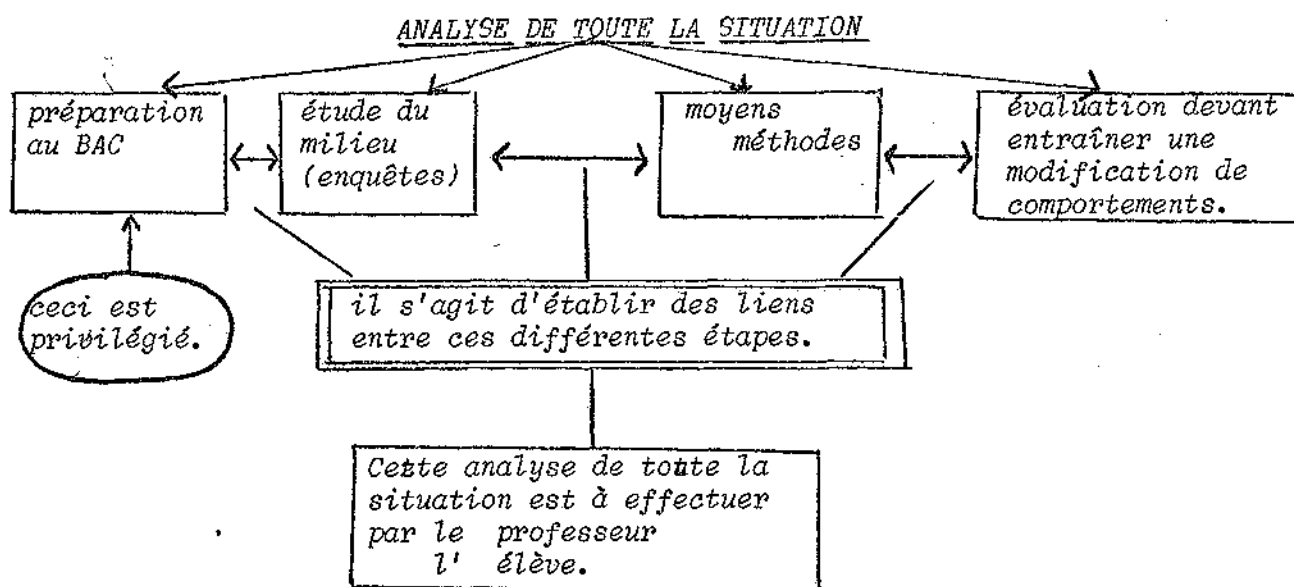 ANALYSE DE TOUTE LA SITUATION
préparation
au BAC
étude du
milieu
(enquêtes)
moyens
méthodes
évaluation devant
entraîner une
modification de
comportements.
ceci est
privilégié.
il s'agit d'établir des liens
entre ces différentes étapes.
Cette analyse de toute la
situation est à effectuer
par le professeur
l' élève.